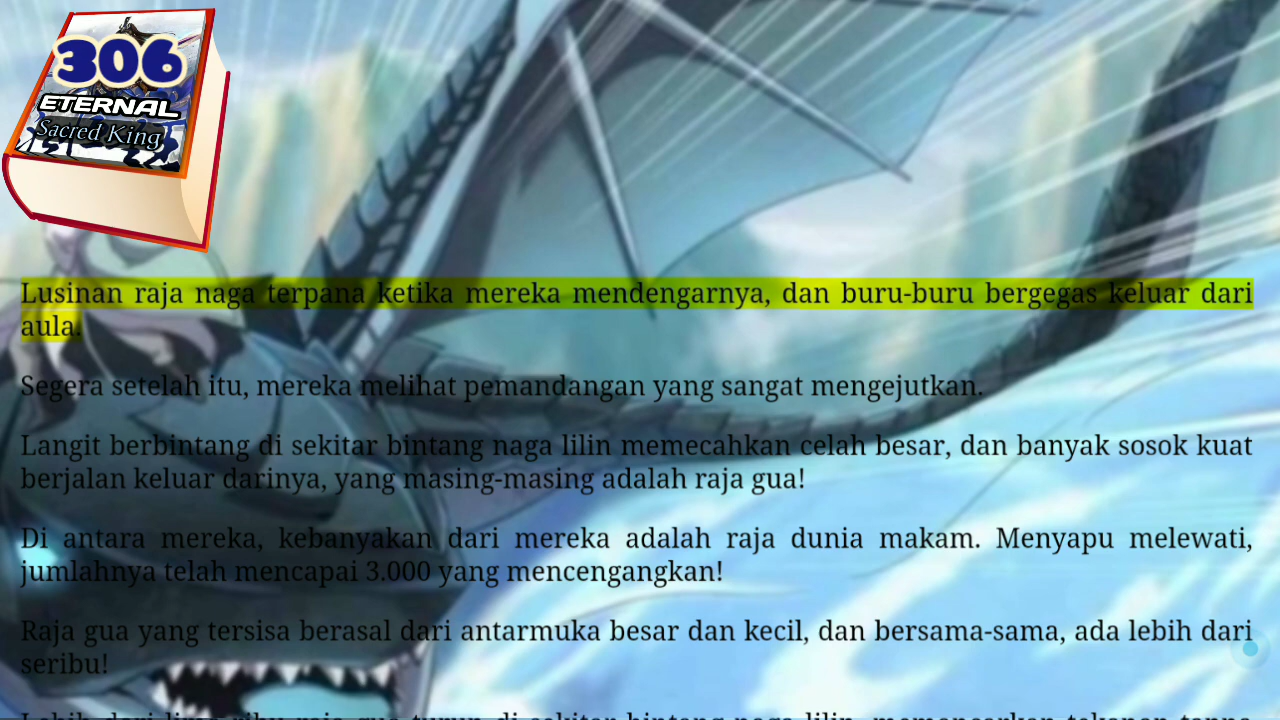 306
ETERNAL
Sacred King
Lusinan raja naga terpana ketika mereka mendengarnya, dan buru-buru bergegas keluar dari
aula.
Segera setelah itu, mereka melihat pemandangan yang sangat mengejutkan.
Langit berbintang di sekitar bintang naga lilin memecahkan celah besar, dan banyak sosok kuat
berjalan keluar darinya, yang masing-masing adalah raja gua!
Di antara mereka, kebanyakan dari mereka adalah raja dunia makam. Menyapu melewati,
jumlahnya telah mencapai 3.000 yang mencengangkan!
Raja gua yang tersisa berasal dari antarmuka besar dan kecil, dan bersama-sama, ada lebih dari
seribu!